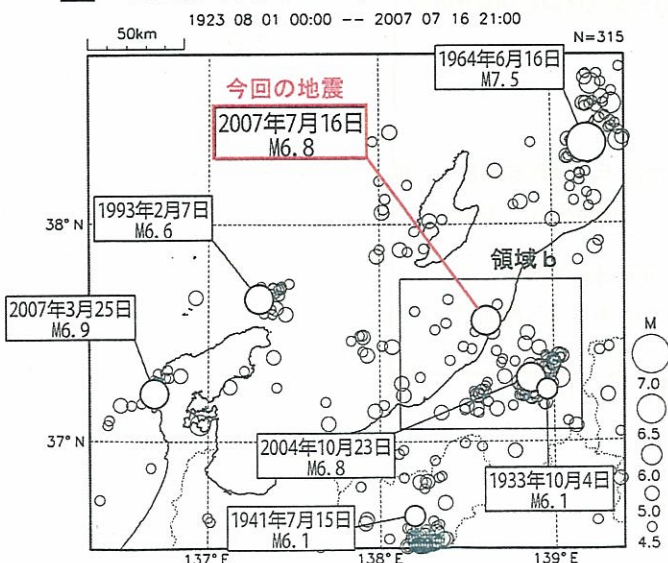 1923 08 01 00:00 -- 2007 07 16 21:00
50km
N=315
1964年6月16日
M7.5
今回の地震
2007年7月16日
M6.8
1993年2月7日
M6.6
38°N
領域b
2007年3月25日
M6.9
M
7.0
6.5
6.0
5.0
4.5
37°N
2004年10月23日
M6.8
1933年10月4日
M6.1
1941年7月15日
M6.1
137°E
138°E
139°E